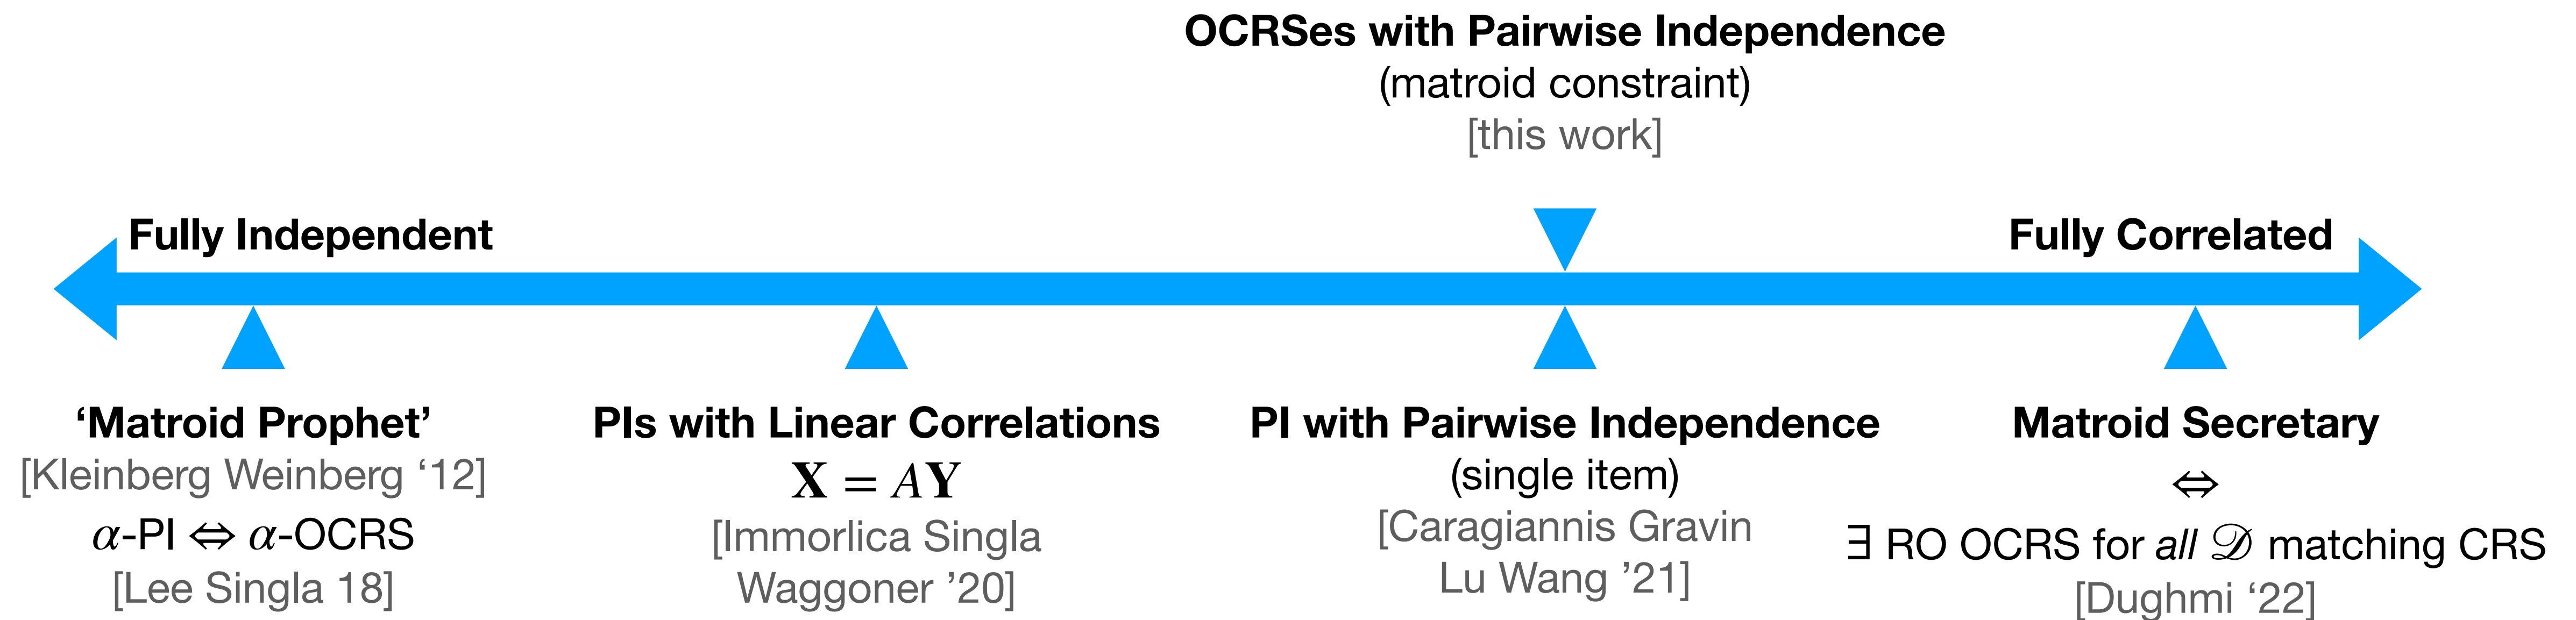 OCRSes with Pairwise Independence
(matroid constraint)
[this work]
Fully Independent
Fully Correlated
‘Matroid Prophet’
[Kleinberg Weinberg ‘12]
α-PI ⇔ α-OCRS
[Lee Singla 18]
PIs with Linear Correlations
X = AY
[Immorlica Singla
Waggoner ’20]
PI with Pairwise Independence
(single item)
[Caragiannis Gravin
Lu Wang ’21]
Matroid Secretary
⇔
∃ RO OCRS for all 𝒟 matching CRS
[Dughmi ‘22]